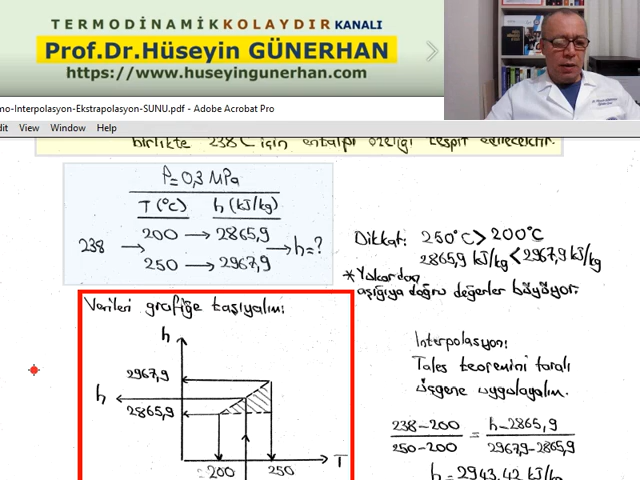 TERMODİNAMİKKOLAYDIR KANALI
Prof.Dr.Hüseyin GÜNERHAN
https://www.huseyingunerhan.com
mo-Interpolasyon-Ekstrapolasyon-SUNU.pdf - Adobe Acrobat Pro
dit View Window Help
birlikte 238°C için entalpi özeliği tespit edilecektir.
P=0,3 MPa
T(°C) h(kJ/kg)
200 → 2865,9
238 → → h=?
250 → 2967,9
Dikkat: 250°C > 200°C
2865,9 kJ/kg < 2967,9 kJ/kg
* Yukardan
aşağıya doğru değerler büyüyor.
Verileri grafiğe taşıyalım:
h
2967,9
h
2865,9
200 250 T
İnterpolasyon:
Tales teoremini taralı
üçgene uygulayalım.
238-200 / 250-200 = h-2865,9 / 2967,9-2865,9
h=2943,42 kJ/kg